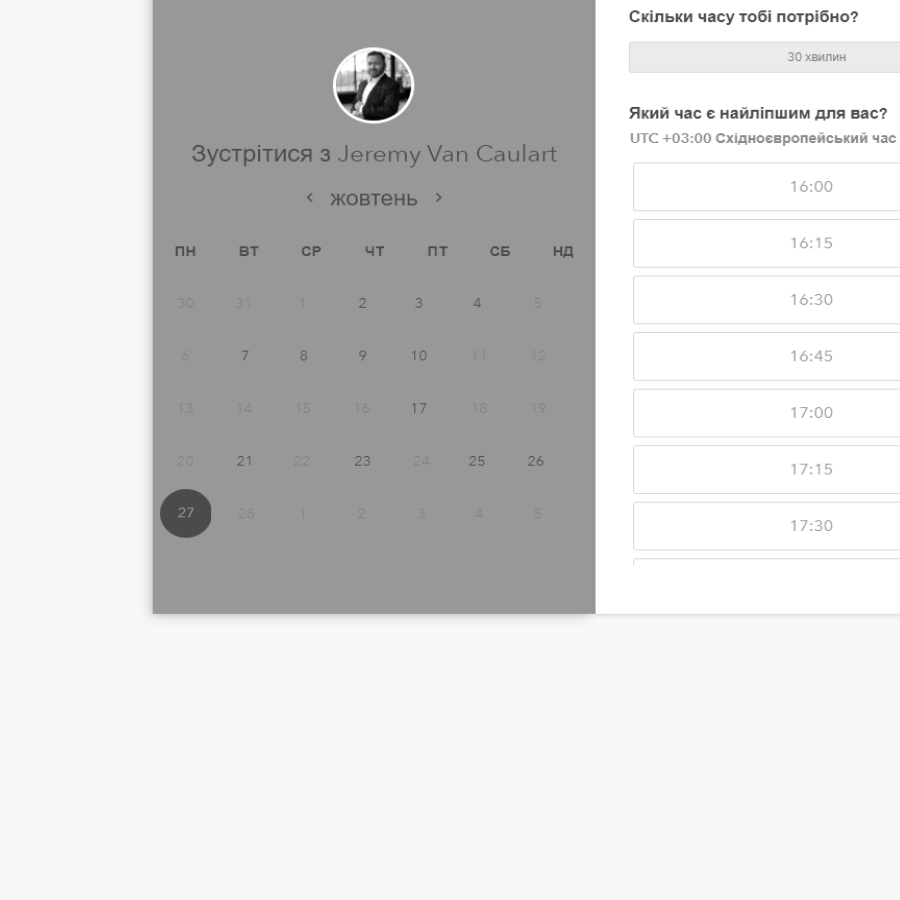 Зустрітися з Jeremy Van Caulart
жовтень
ПН ВТ СР ЧТ ПТ СБ НД
30 31 1 2 3 4 5
6 7 8 9 10 11 12
13 14 15 16 17 18 19
20 21 22 23 24 25 26
27 28 1 2 3 4 5
Скільки часу тобі потрібно?
30 хвилин
Який час є найліпшим для вас?
UTC +03:00 Східноєвропейський час
16:00
16:15
16:30
16:45
17:00
17:15
17:30